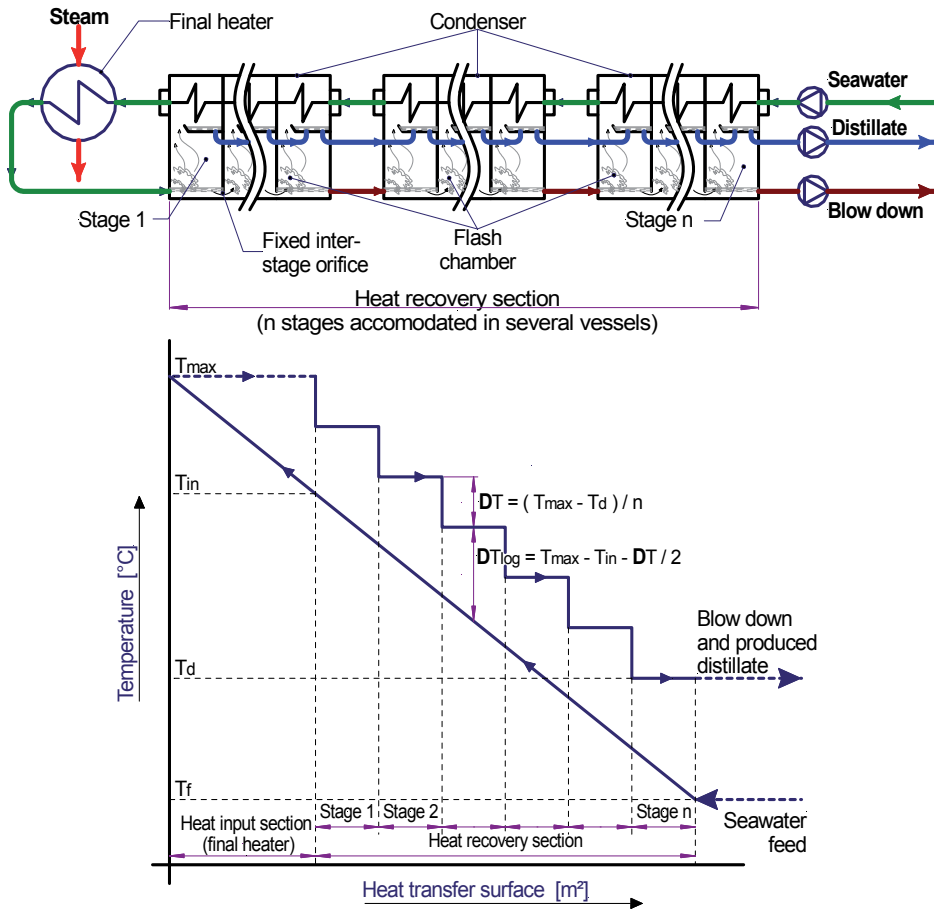 Steam
Final heater
Condenser
Seawater
Distillate
Blow down
Stage 1
Fixed inter-
stage orifice
Flash
chamber
Stage n
Heat recovery section
(n stages accomodated in several vessels)
Tmax
Tin
DT = ( Tmax - Td ) / n
DTlog = Tmax - Tin - DT / 2
Temperature [°C]
Blow down
and produced
distillate
Td
Tf
Stage 1
Stage 2
Stage n
Seawater
feed
Heat input section
(final heater)
Heat recovery section
Heat transfer surface [m²]